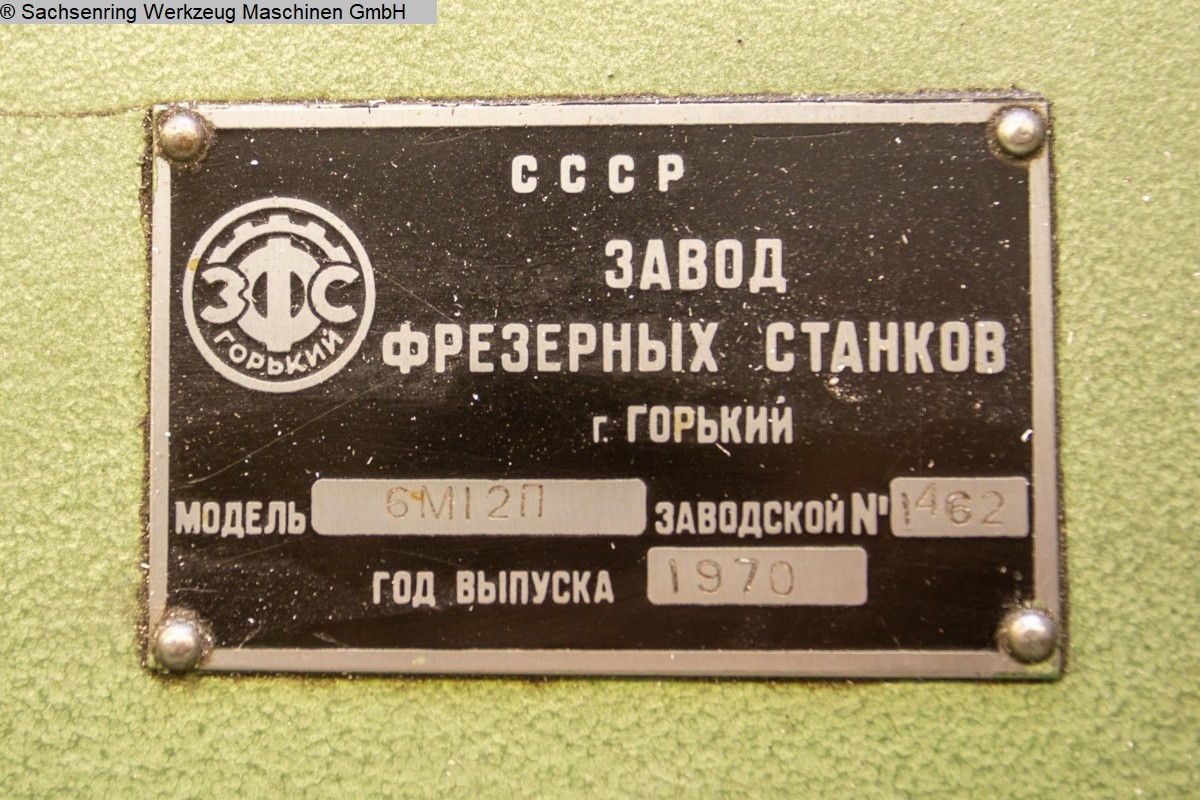 ® Sachsenring Werkzeug Maschinen GmbH
СССР
ЗАВОД
ФРЕЗЕРНЫХ СТАНКОВ
г. ГОРЬКИЙ
ЗФС
ГОРЬКИЙ
МОДЕЛЬ 6М12П ЗАВОДСКОЙ № 1462
ГОД ВЫПУСКА 1970